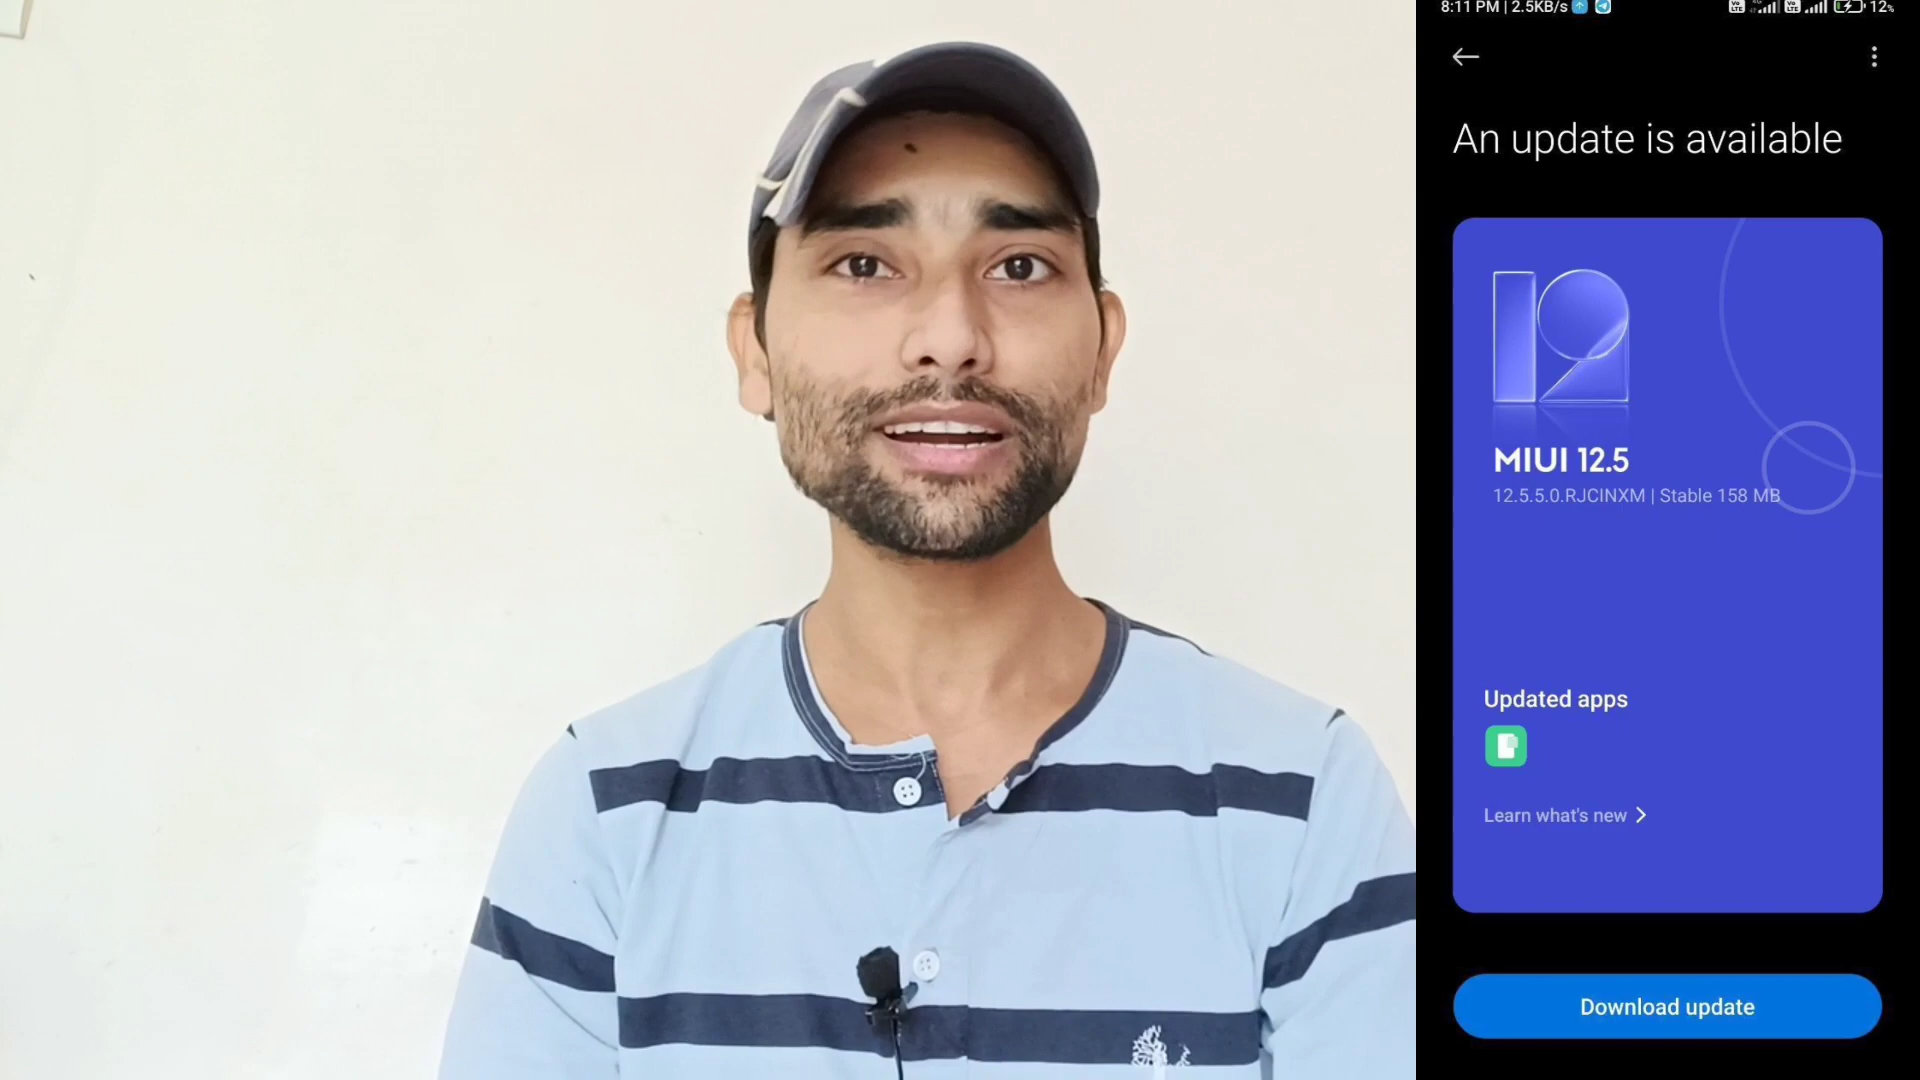 8:11 PM | 2.5KB/s 12%
An update is available
12
MIUI 12.5
12.5.5.0.RJCINXM | Stable 158 MB
Updated apps
Learn what's new
Download update